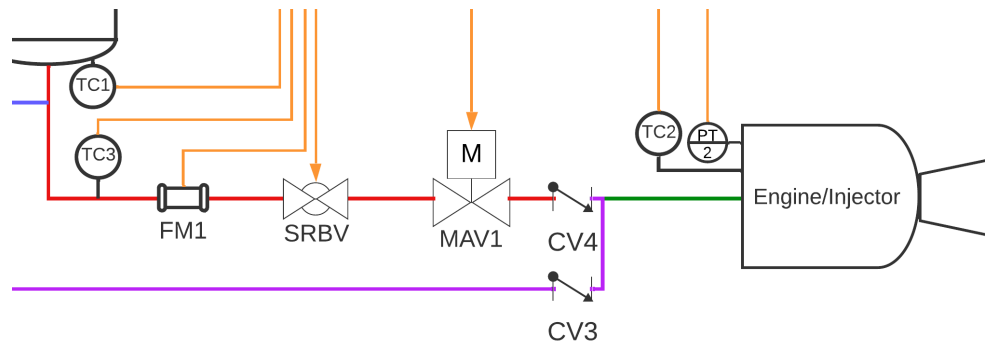 TC1
TC3
FM1
SRBV
M
MAV1
CV4
CV3
TC2
PT
2
Engine/Injector